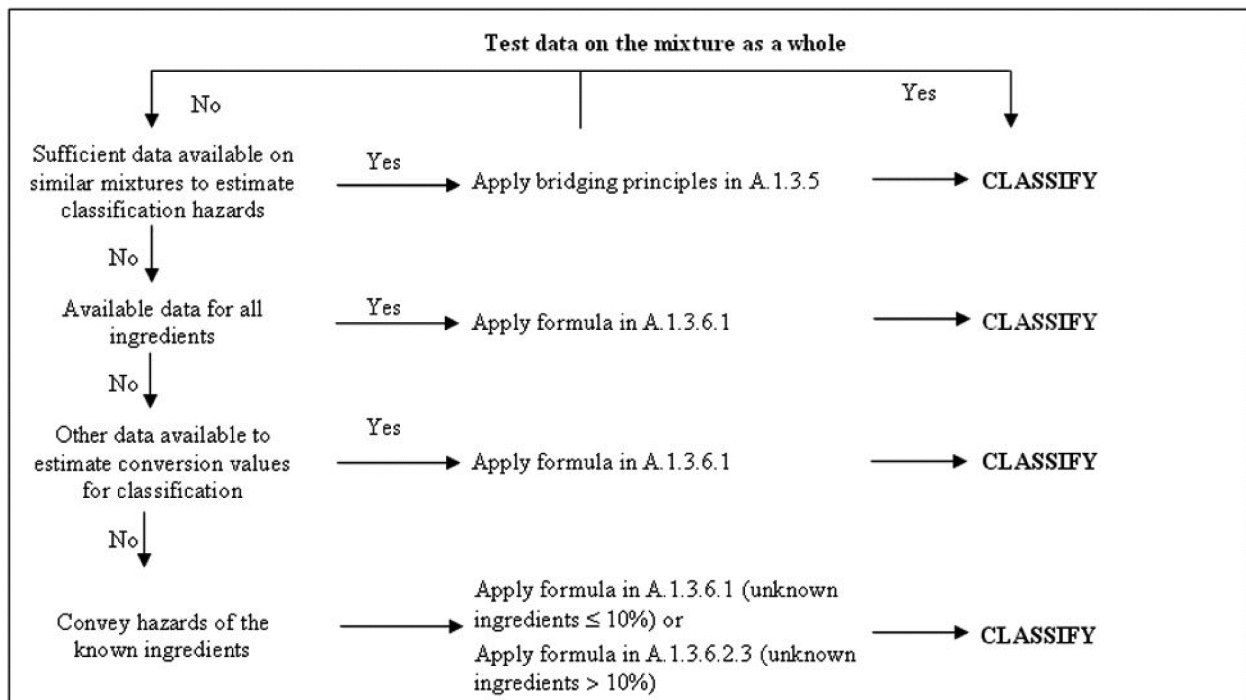 Test data on the mixture as a whole
No
Yes
Sufficient data available on
similar mixtures to estimate
classification hazards
Yes
Apply bridging principles in A.1.3.5
CLASSIFY
No
Available data for all
ingredients
Yes
Apply formula in A.1.3.6.1
CLASSIFY
No
Other data available to
estimate conversion values
for classification
Yes
Apply formula in A.1.3.6.1
CLASSIFY
No
Convey hazards of the
known ingredients
Apply formula in A.1.3.6.1 (unknown
ingredients ≤ 10%) or
Apply formula in A.1.3.6.2.3 (unknown
ingredients > 10%)
CLASSIFY